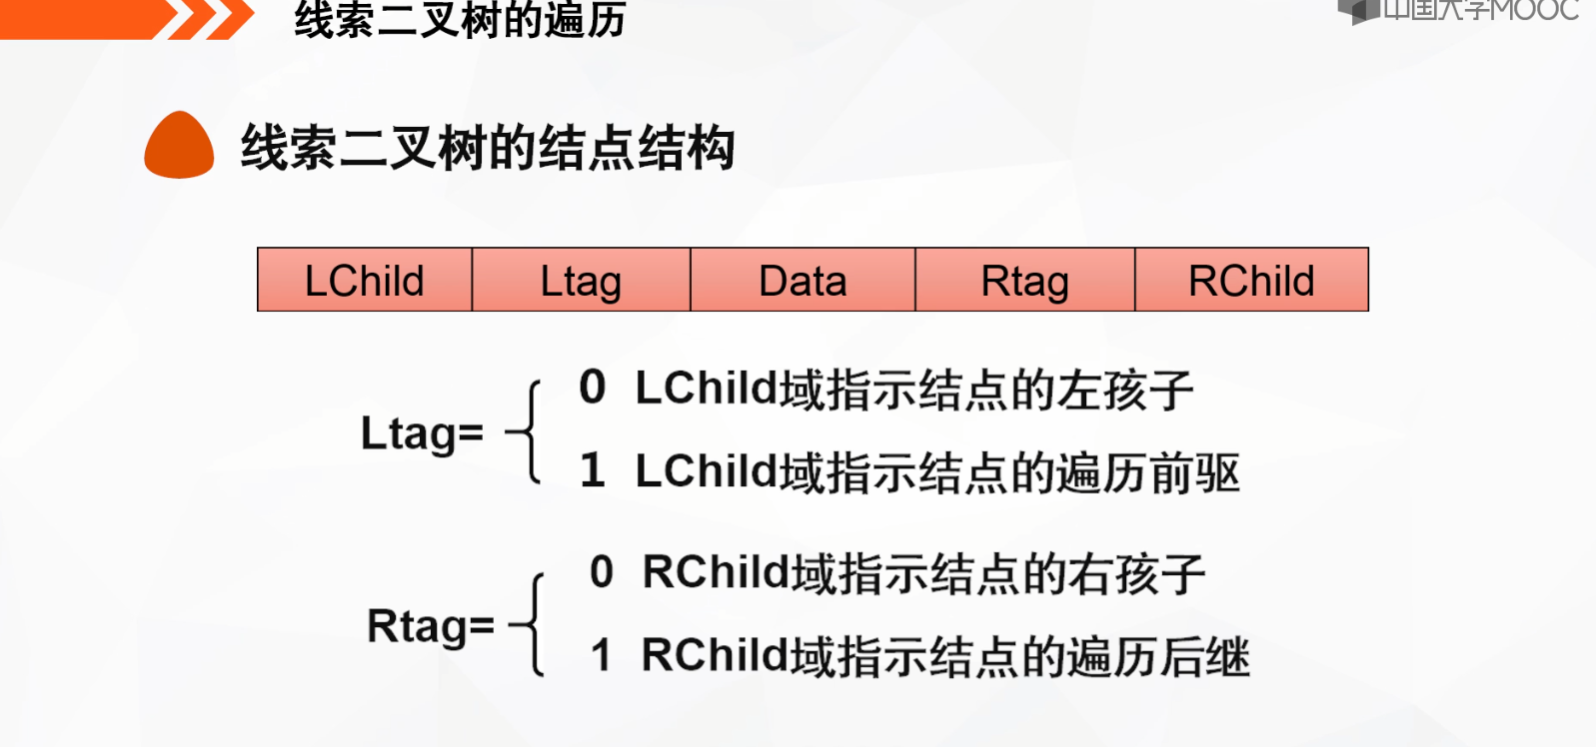 线索二叉树的遍历
中国大学MOOC
线索二叉树的结点结构
LChild Ltag Data Rtag RChild
0 LChild域指示结点的左孩子
Ltag=
1 LChild域指示结点的遍历前驱
0 RChild域指示结点的右孩子
Rtag=
1 RChild域指示结点的遍历后继